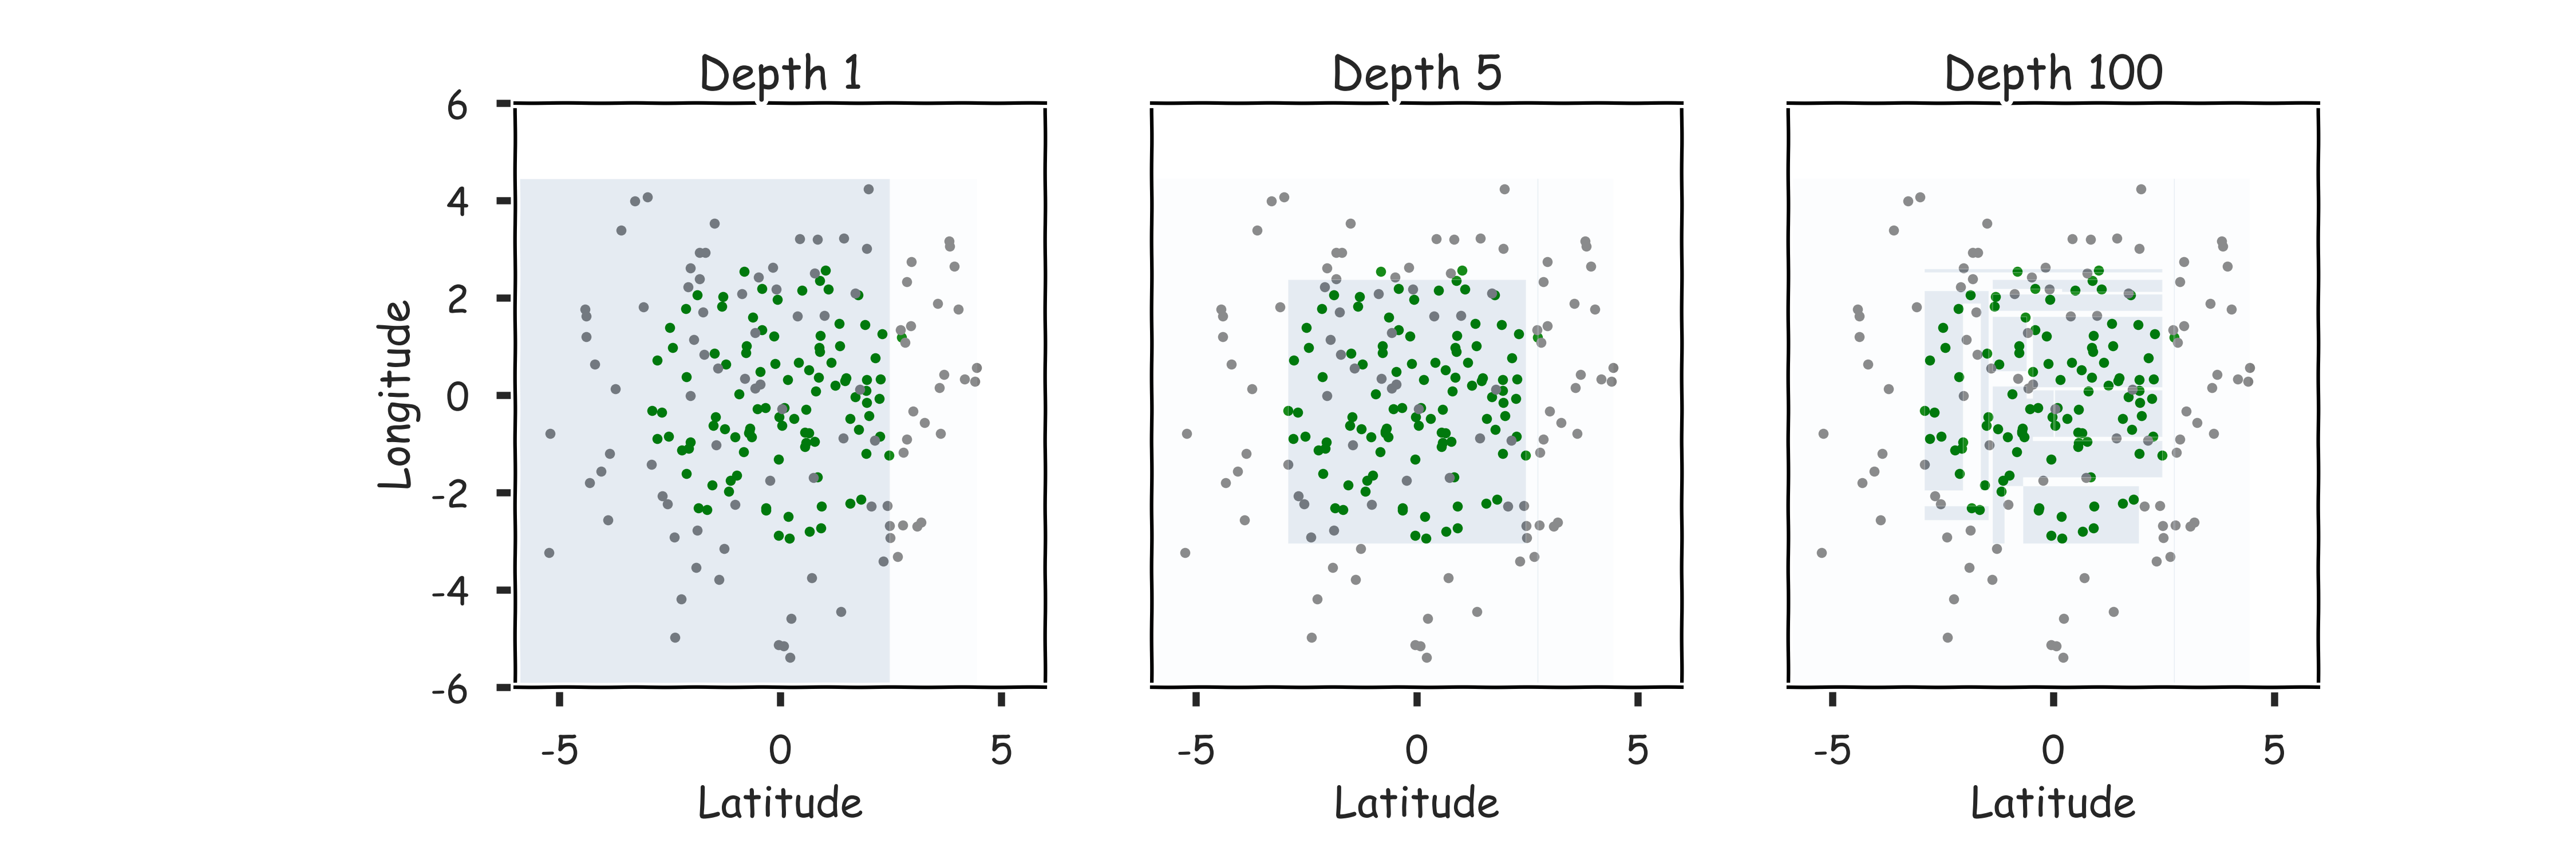 Depth 1
Depth 5
Depth 100
6
4
2
0
-2
-4
-6
Longitude
-5 0 5
-5 0 5
-5 0 5
Latitude
Latitude
Latitude